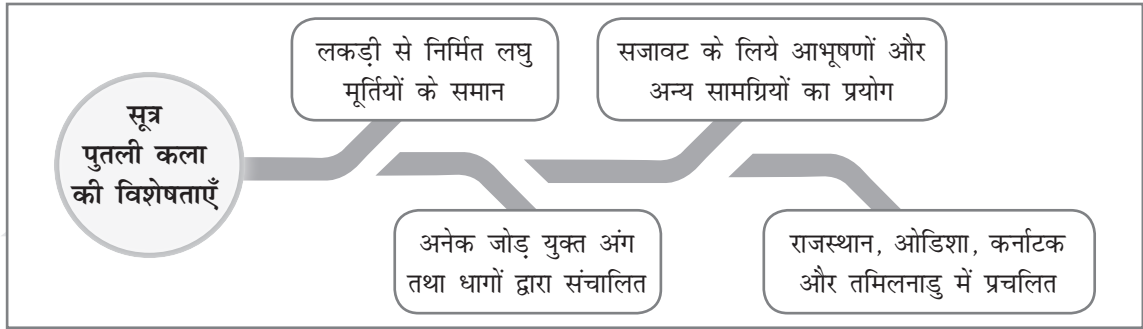 सूत्र
पुतली कला
की विशेषताएँ
लकड़ी से निर्मित लघु
मूर्तियों के समान
अनेक जोड़ युक्त अंग
तथा धागों द्वारा संचालित
सजावट के लिये आभूषणों और
अन्य सामग्रियों का प्रयोग
राजस्थान, ओडिशा, कर्नाटक
और तमिलनाडु में प्रचलित